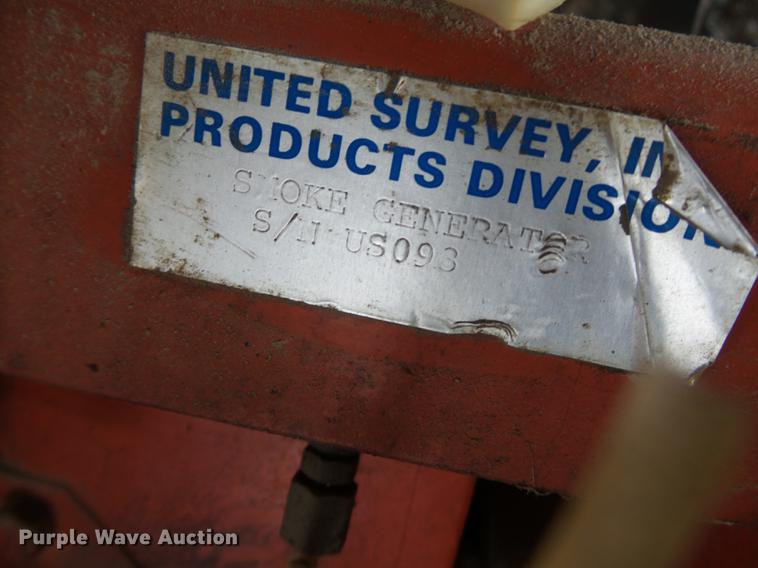 UNITED SURVEY, IN
PRODUCTS DIVISION
SMOKE GENERATOR
S/N US093
Purple Wave Auction